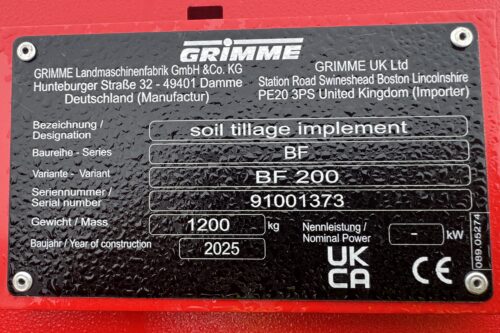 GRIMME
GRIMME Landmaschinenfabrik GmbH &Co. KG
Hunteburger Straße 32 - 49401 Damme
Deutschland (Manufactur)
GRIMME UK Ltd
Station Road Swineshead Boston Lincolnshire
PE20 3PS United Kingdom (Importer)
Bezeichnung / Designation soil tillage implement
Baureihe - Series BF
Variante - Variant BF 200
Seriennummer / Serial number 91001373
Gewicht / Mass 1200 kg
Nennleistung / Nominal Power - kW
Baujahr / Year of construction 2025
UK
CA
CE
089.05274